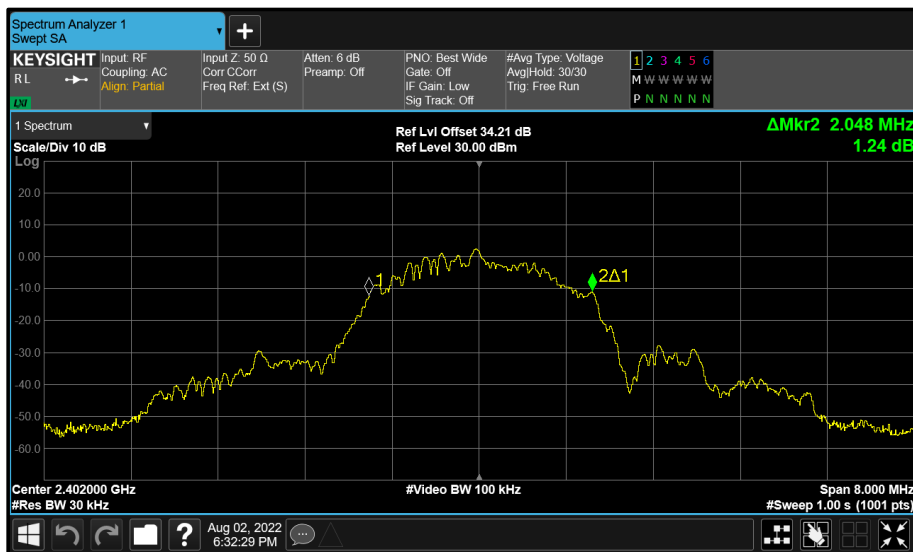 Spectrum Analyzer 1
Swept SA
+
KEYSIGHT
R L
LXI
Input: RF
Coupling: AC
Align: Partial
Input Z: 50 Ω
Corr CCorr
Freq Ref: Ext (S)
Atten: 6 dB
Preamp: Off
PNO: Best Wide
Gate: Off
IF Gain: Low
Sig Track: Off
#Avg Type: Voltage
Avg|Hold: 30/30
Trig: Free Run
1 2 3 4 5 6
M W W W W W
P N N N N N
1 Spectrum
Scale/Div 10 dB
Ref Lvl Offset 34.21 dB
Ref Level 30.00 dBm
ΔMkr2 2.048 MHz
1.24 dB
Log
20.0
10.0
0.00
-10.0
-20.0
-30.0
-40.0
-50.0
-60.0
1
2Δ1
Center 2.402000 GHz
#Res BW 30 kHz
#Video BW 100 kHz
Span 8.000 MHz
#Sweep 1.00 s (1001 pts)
?
Aug 02, 2022
6:32:29 PM